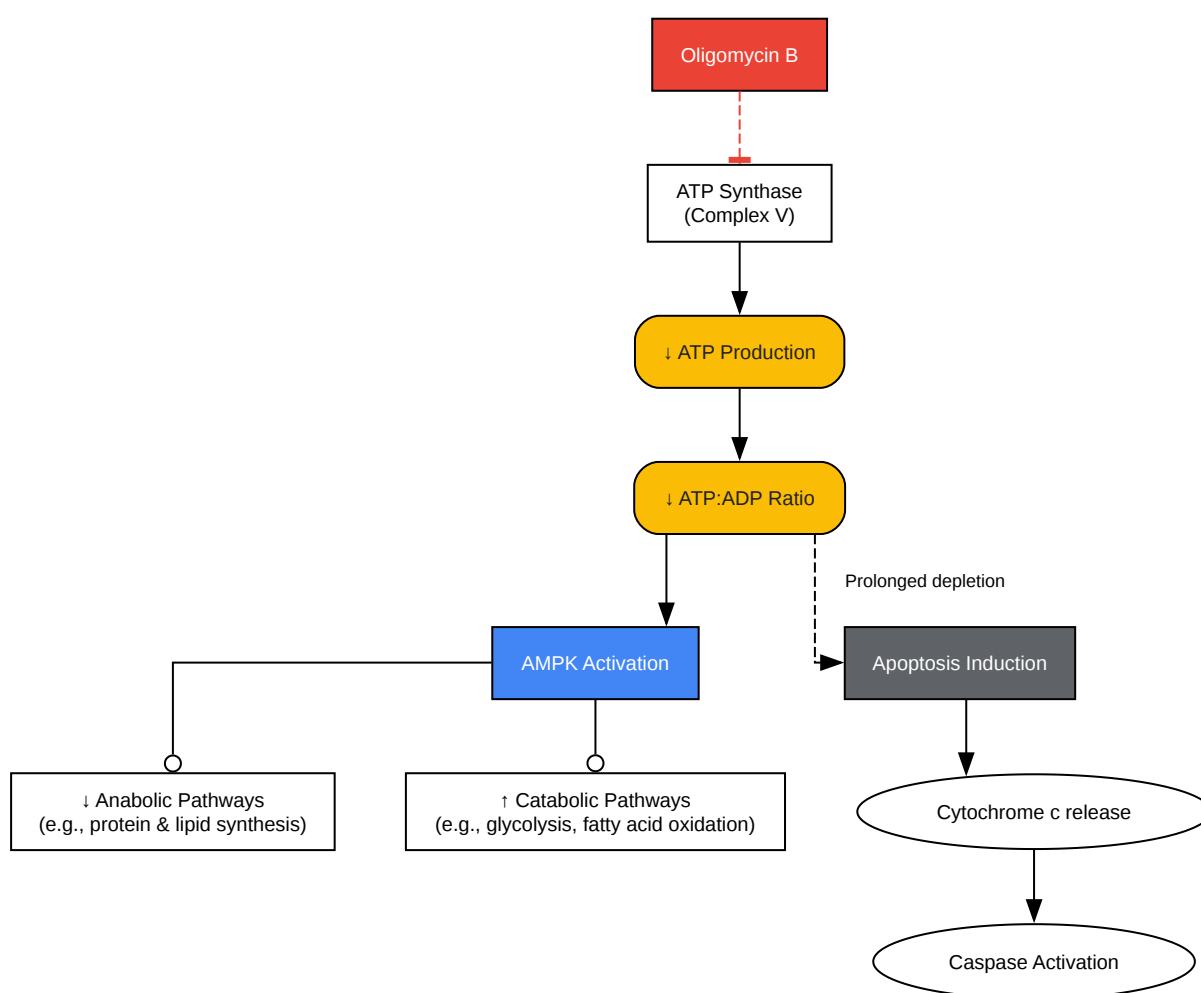 Oligomycin B
ATP Synthase
(Complex V)
↓ ATP Production
↓ ATP:ADP Ratio
Prolonged depletion
AMPK Activation
Apoptosis Induction
↓ Anabolic Pathways
(e.g., protein & lipid synthesis)
↑ Catabolic Pathways
(e.g., glycolysis, fatty acid oxidation)
Cytochrome c release
Caspase Activation